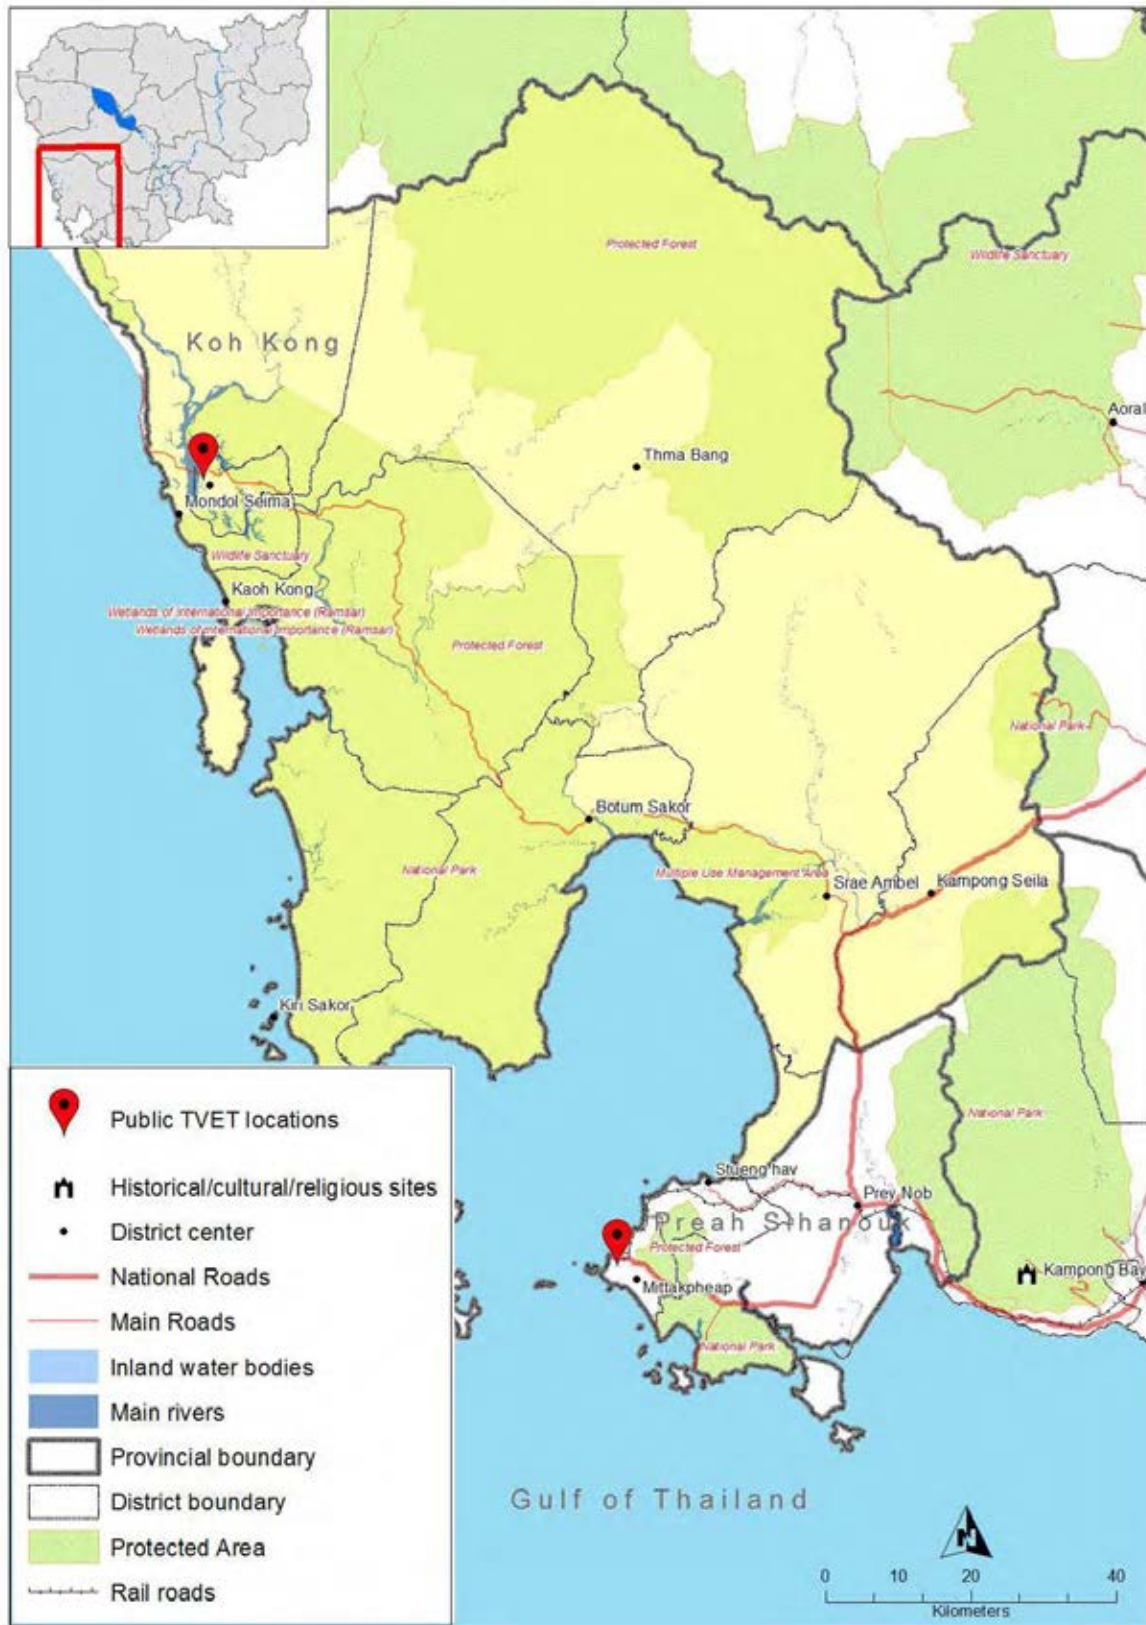 Protected Forest
Wildlife Sanctuary
Koh Kong
Aoral
Thma Bang
Mondol Seima
Wildlife Sanctuary
Kaoh Kong
Wetlands of International Importance (Ramsar)
Wetlands of International Importance (Ramsar)
Protected Forest
National Park
Botum Sakor
National Park
Multiple Use Management Area
Srae Ambel
Kampong Seila
Kiri Sakor
National Park
Stueng hav
Prey Nob
Preah Sihanouk
Protected Forest
Kampong Bay
Mittakpheap
National Park
Gulf of Thailand
Public TVET locations
Historical/cultural/religious sites
District center
National Roads
Main Roads
Inland water bodies
Main rivers
Provincial boundary
District boundary
Protected Area
Rail roads
N
0 10 20 40
Kilometers